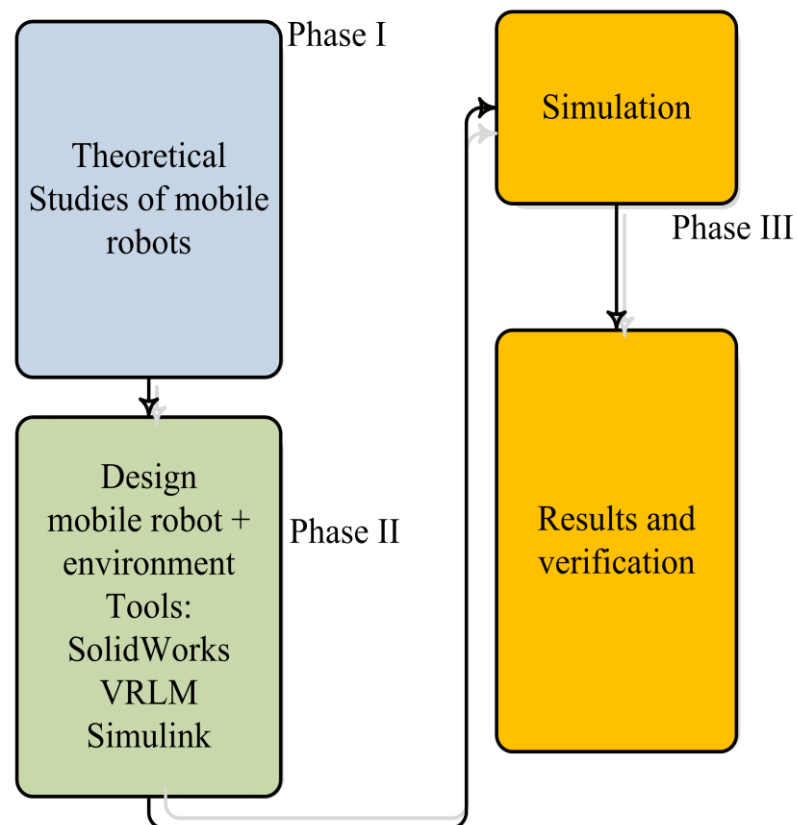 Phase I
Theoretical
Studies of mobile
robots
Design
mobile robot +
environment
Tools:
SolidWorks
VRLM
Simulink
Phase II
Simulation
Phase III
Results and
verification